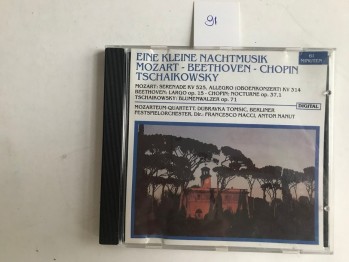 91
EINE KLEINE NACHTMUSIK
MOZART - BEETHOVEN - CHOPIN
TSCHAIKOWSKY
61
MINUTEN
MOZART: SERENADE KV 525, ALLEGRO (OBOENKONZERT) KV 314
BEETHOVEN: LARGO op. 15 - CHOPIN: NOCTURNE op. 37,1
TSCHAIKOWSKY: BLUMENWALZER op. 71
DIGITAL
MOZARTEUM-QUARTETT, DUBRAVKA TOMSIC, BERLINER
FESTSPIELORCHESTER, Dir.: FRANCESCO MACCI, ANTON NANUT